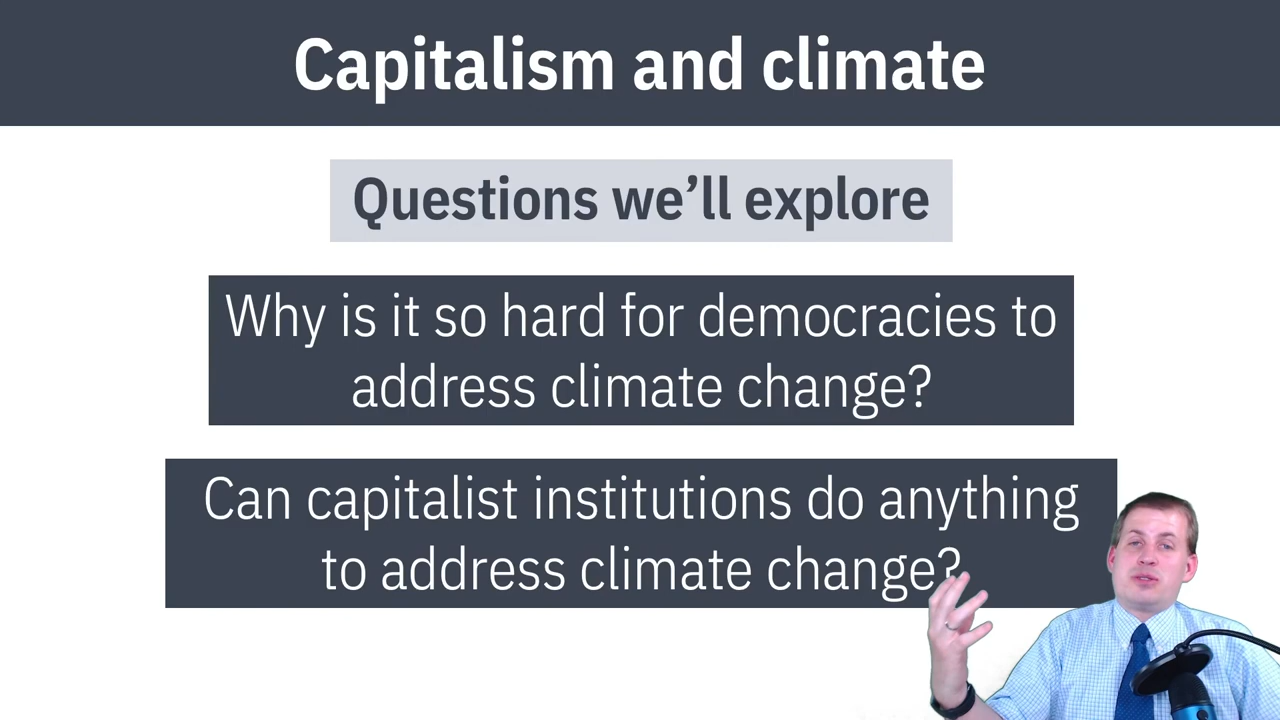 Capitalism and climate
Questions we’ll explore
Why is it so hard for democracies to
address climate change?
Can capitalist institutions do anything
to address climate change?